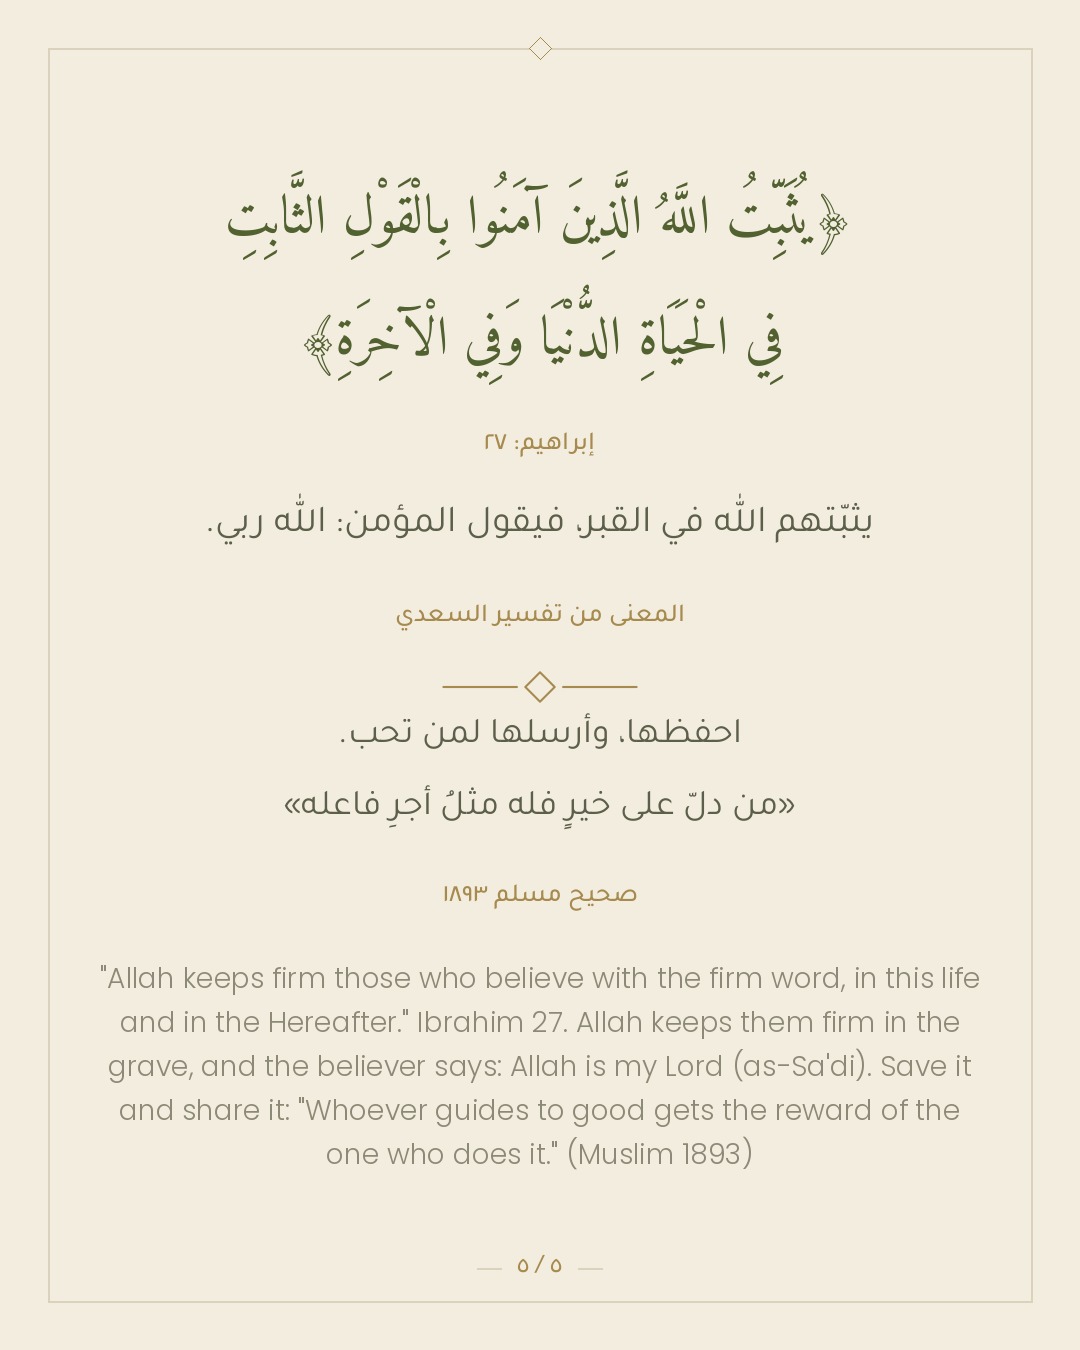 ﴿يُثَبِّتُ اللَّهُ الَّذِينَ آمَنُوا بِالْقَوْلِ الثَّابِتِ
فِي الْحَيَاةِ الدُّنْيَا وَفِي الْآخِرَةِ﴾
إبراهيم: ٢٧
يثبّتهم الله في القبر، فيقول المؤمن: الله ربي.
المعنى من تفسير السعدي
احفظها، وأرسلها لمن تحب.
«من دلّ على خيرٍ فله مثلُ أجرِ فاعله»
صحيح مسلم ١٨٩٣
"Allah keeps firm those who believe with the firm word, in this life
and in the Hereafter." Ibrahim 27. Allah keeps them firm in the
grave, and the believer says: Allah is my Lord (as-Sa'di). Save it
and share it: "Whoever guides to good gets the reward of the
one who does it." (Muslim 1893)
٥ / ٥